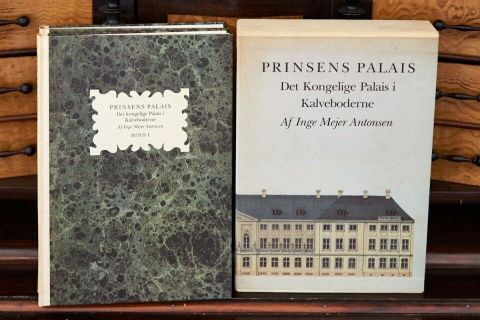 PRINSENS PALAIS
Det Kongelige Palais i
Kalveboderne
Af Inge Mejer Antonsen
BIND I
PRINSENS PALAIS
Det Kongelige Palais i
Kalveboderne
Af Inge Mejer Antonsen